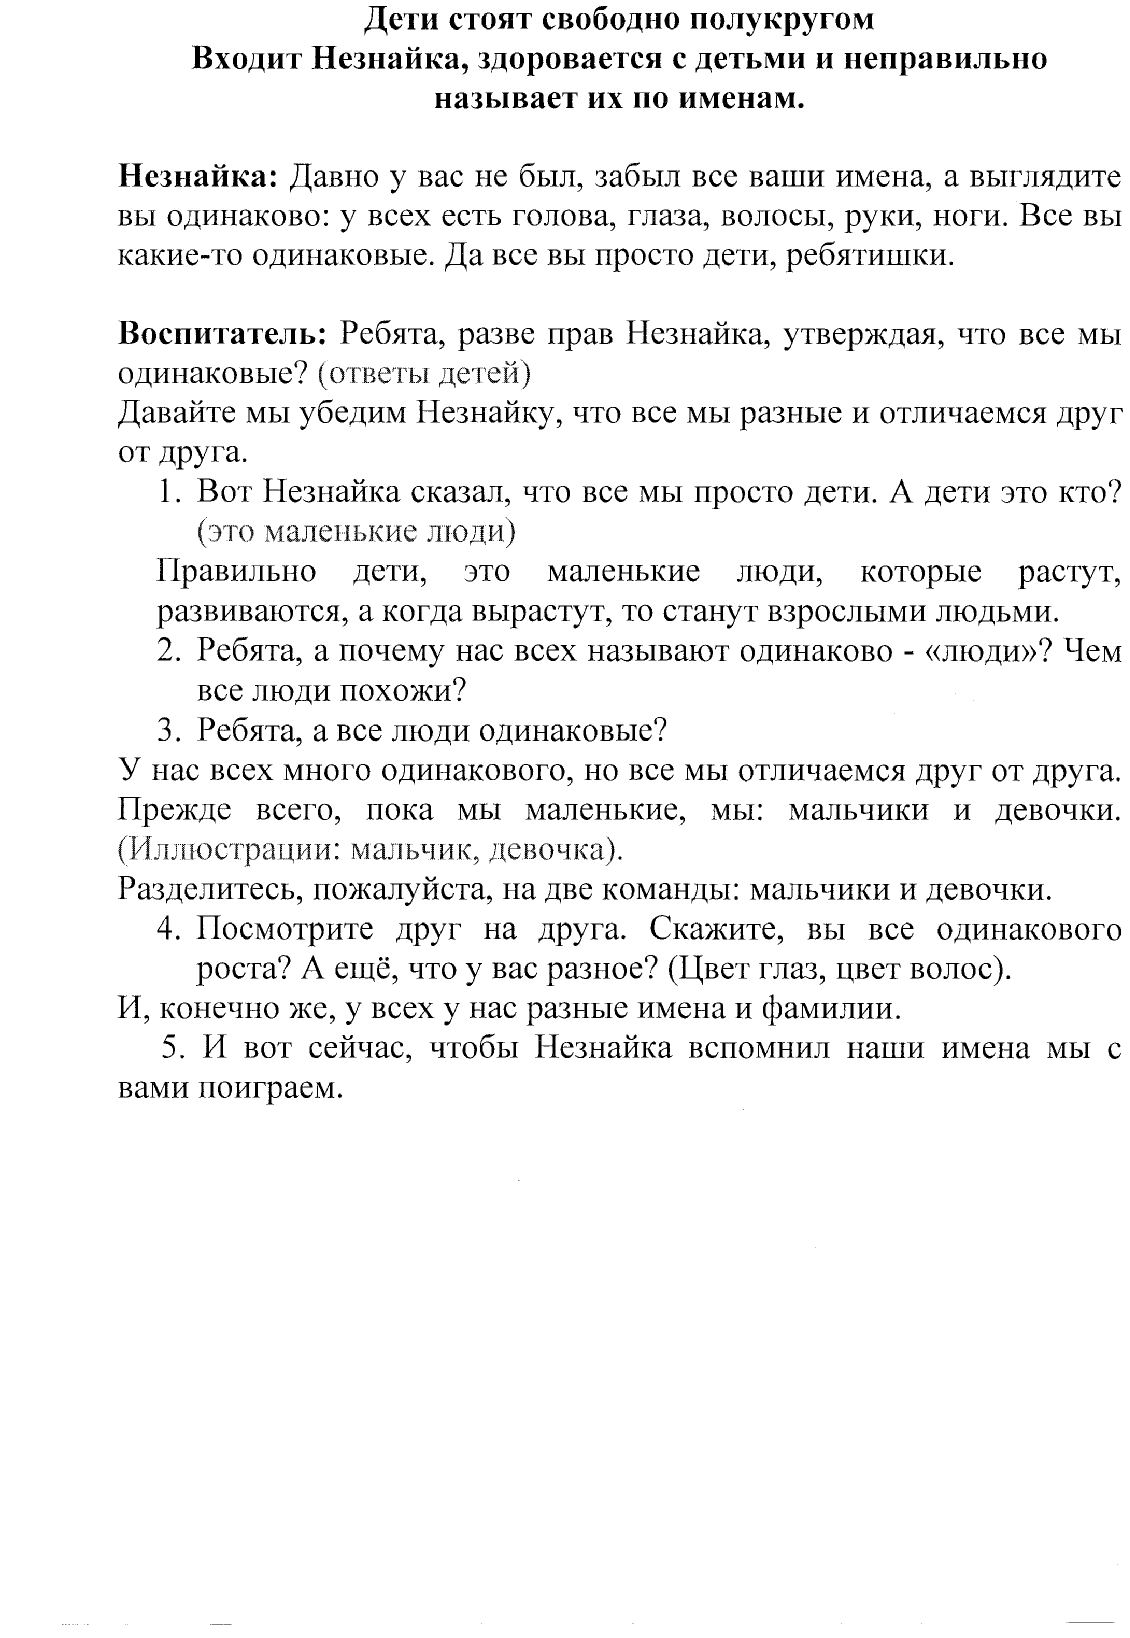 Дети стоят свободно полукругом
Входит Незнайка, здоровается с детьми и неправильно
называет их по именам.
Незнайка: Давно у вас не был, забыл все ваши имена, а выглядите
вы одинаково: у всех есть голова, глаза, волосы, руки, ноги. Все вы
какие-то одинаковые. Да все вы просто дети, ребятишки.
Воспитатель: Ребята, разве прав Незнайка, утверждая, что все мы
одинаковые? (ответы детей)
Давайте мы убедим Незнайку, что все мы разные и отличаемся друг
от друга.
1. Вот Незнайка сказал, что все мы просто дети. А дети это кто?
(это маленькие люди)
Правильно дети, это маленькие люди, которые растут,
развиваются, а когда вырастут, то станут взрослыми людьми.
2. Ребята, а почему нас всех называют одинаково - «люди»? Чем
все люди похожи?
3. Ребята, а все люди одинаковые?
У нас всех много одинакового, но все мы отличаемся друг от друга.
Прежде всего, пока мы маленькие, мы: мальчики и девочки.
(Иллюстрации: мальчик, девочка).
Разделитесь, пожалуйста, на две команды: мальчики и девочки.
4. Посмотрите друг на друга. Скажите, вы все одинакового
роста? А ещё, что у вас разное? (Цвет глаз, цвет волос).
И, конечно же, у всех у нас разные имена и фамилии.
5. И вот сейчас, чтобы Незнайка вспомнил наши имена мы с
вами поиграем.